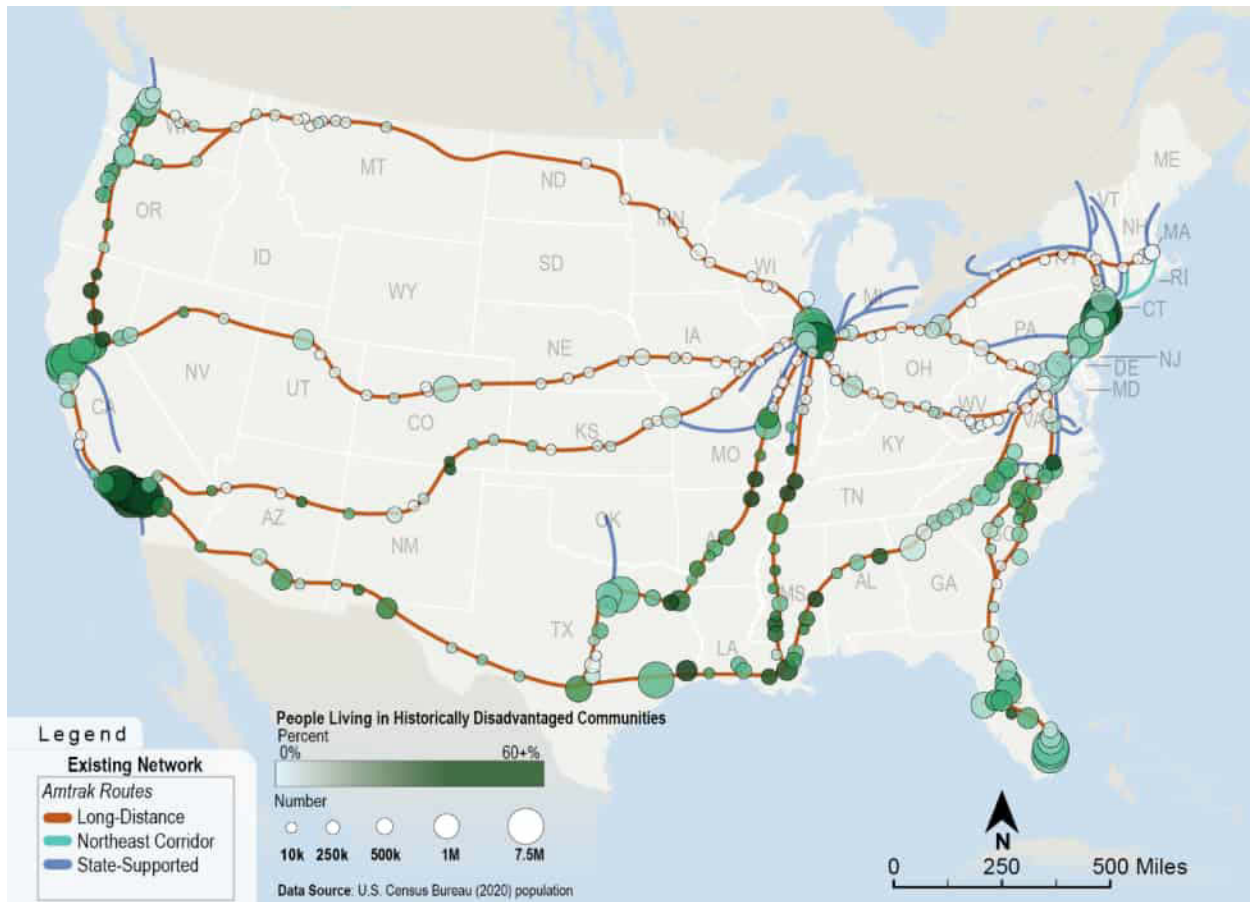 ME
VT
NH
MA
MT
ND
MN
OR
WI
ID
SD
MI
RI
WY
CT
PA
IA
NE
NV
OH
NJ
DE
UT
MD
WV
CA
CO
VA
KS
MO
KY
TN
OK
AZ
NM
SC
MS
AL
GA
TX
LA
People Living in Historically Disadvantaged Communities
Percent
0% 60+%
Number
10k 250k 500k 1M 7.5M
Data Source: U.S. Census Bureau (2020) population
Legend
Existing Network
Amtrak Routes
Long-Distance
Northeast Corridor
State-Supported
N
0 250 500 Miles